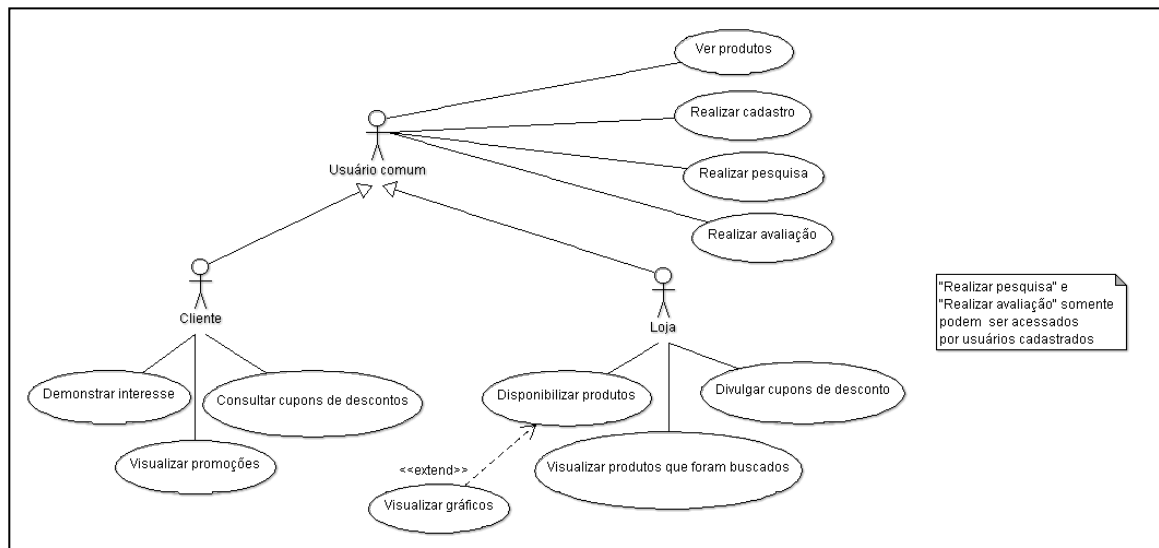 Ver produtos
Realizar cadastro
Realizar pesquisa
Usuário comum
Realizar avaliação
Cliente
Loja
"Realizar pesquisa" e
"Realizar avaliação" somente
podem ser acessados
por usuários cadastrados
Demonstrar interesse
Consultar cupons de descontos
Disponibilizar produtos
Divulgar cupons de desconto
Visualizar promoções
Visualizar produtos que foram buscados
<<extend>>
Visualizar gráficos